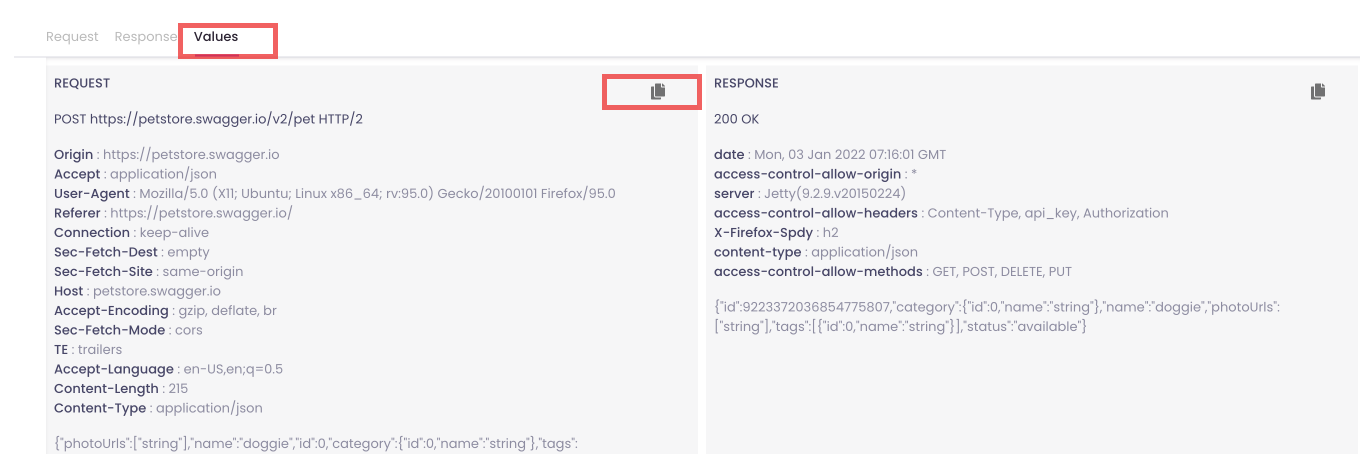 Request Response Values
REQUEST
POST https://petstore.swagger.io/v2/pet HTTP/2
Origin : https://petstore.swagger.io
Accept : application/json
User-Agent : Mozilla/5.0 (X11; Ubuntu; Linux x86_64; rv:95.0) Gecko/20100101 Firefox/95.0
Referer : https://petstore.swagger.io/
Connection : keep-alive
Sec-Fetch-Dest : empty
Sec-Fetch-Site : same-origin
Host : petstore.swagger.io
Accept-Encoding : gzip, deflate, br
Sec-Fetch-Mode : cors
TE : trailers
Accept-Language : en-US,en;q=0.5
Content-Length : 215
Content-Type : application/json
{"photoUrls":["string"],"name":"doggie","id":0,"category":{"id":0,"name":"string"},"tags":
RESPONSE
200 OK
date : Mon, 03 Jan 2022 07:16:01 GMT
access-control-allow-origin : *
server : Jetty(9.2.9.v20150224)
access-control-allow-headers : Content-Type, api_key, Authorization
X-Firefox-Spdy : h2
content-type : application/json
access-control-allow-methods : GET, POST, DELETE, PUT
{"id":9223372036854775807,"category":{"id":0,"name":"string"},"name":"doggie","photoUrls":
["string"],"tags":[{"id":0,"name":"string"}],"status":"available"}